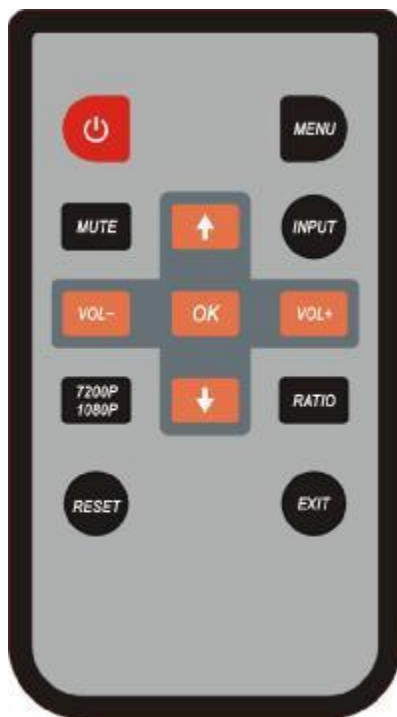 MENU
MUTE
INPUT
VOL-
OK
VOL+
7200P
1080P
RATIO
RESET
EXIT